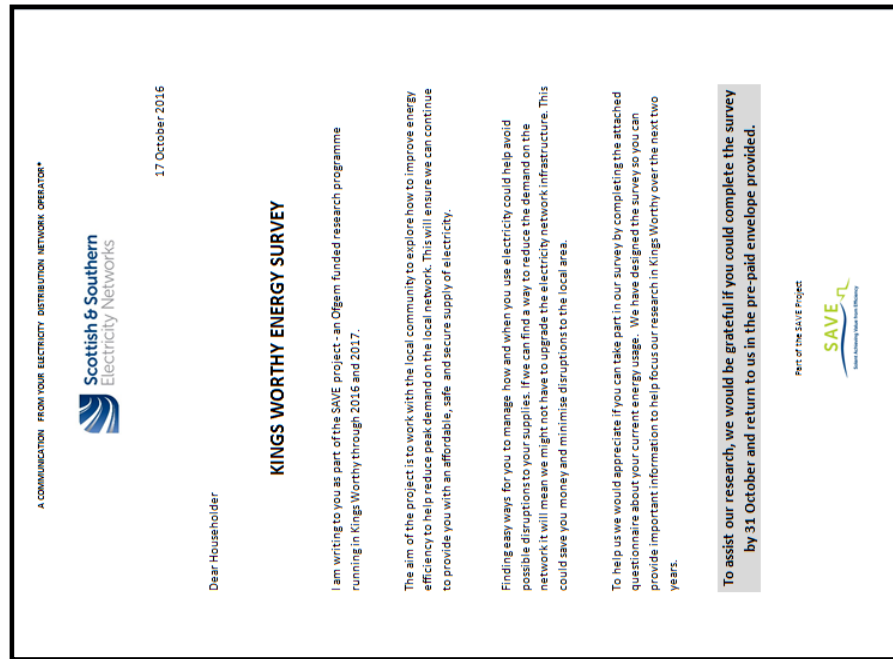 A COMMUNICATION FROM YOUR ELECTRICITY DISTRIBUTION NETWORK OPERATOR*
Scottish & Southern
Electricity Networks
17 October 2016
Dear Householder
KINGS WORTHY ENERGY SURVEY
I am writing to you as part of the SAVE project - an Ofgem funded research programme
running in Kings Worthy through 2016 and 2017.
The aim of the project is to work with the local community to explore how to improve energy
efficiency to help reduce peak demand on the local network. This will ensure we can continue
to provide you with an affordable, safe and secure supply of electricity.
Finding easy ways for you to manage how and when you use electricity could help avoid
possible disruptions to your supplies. If we can find a way to reduce the demand on the
network it will mean we might not have to upgrade the electricity network infrastructure. This
could save you money and minimise disruptions to the local area.
To help us we would appreciate if you can take part in our survey by completing the attached
questionnaire about your current energy usage. We have designed the survey so you can
provide important information to help focus our research in Kings Worthy over the next two
years.
To assist our research, we would be grateful if you could complete the survey
by 31 October and return to us in the pre-paid envelope provided.
Part of the SAVE Project
SAVE
Solent Achieving Value from Efficiency